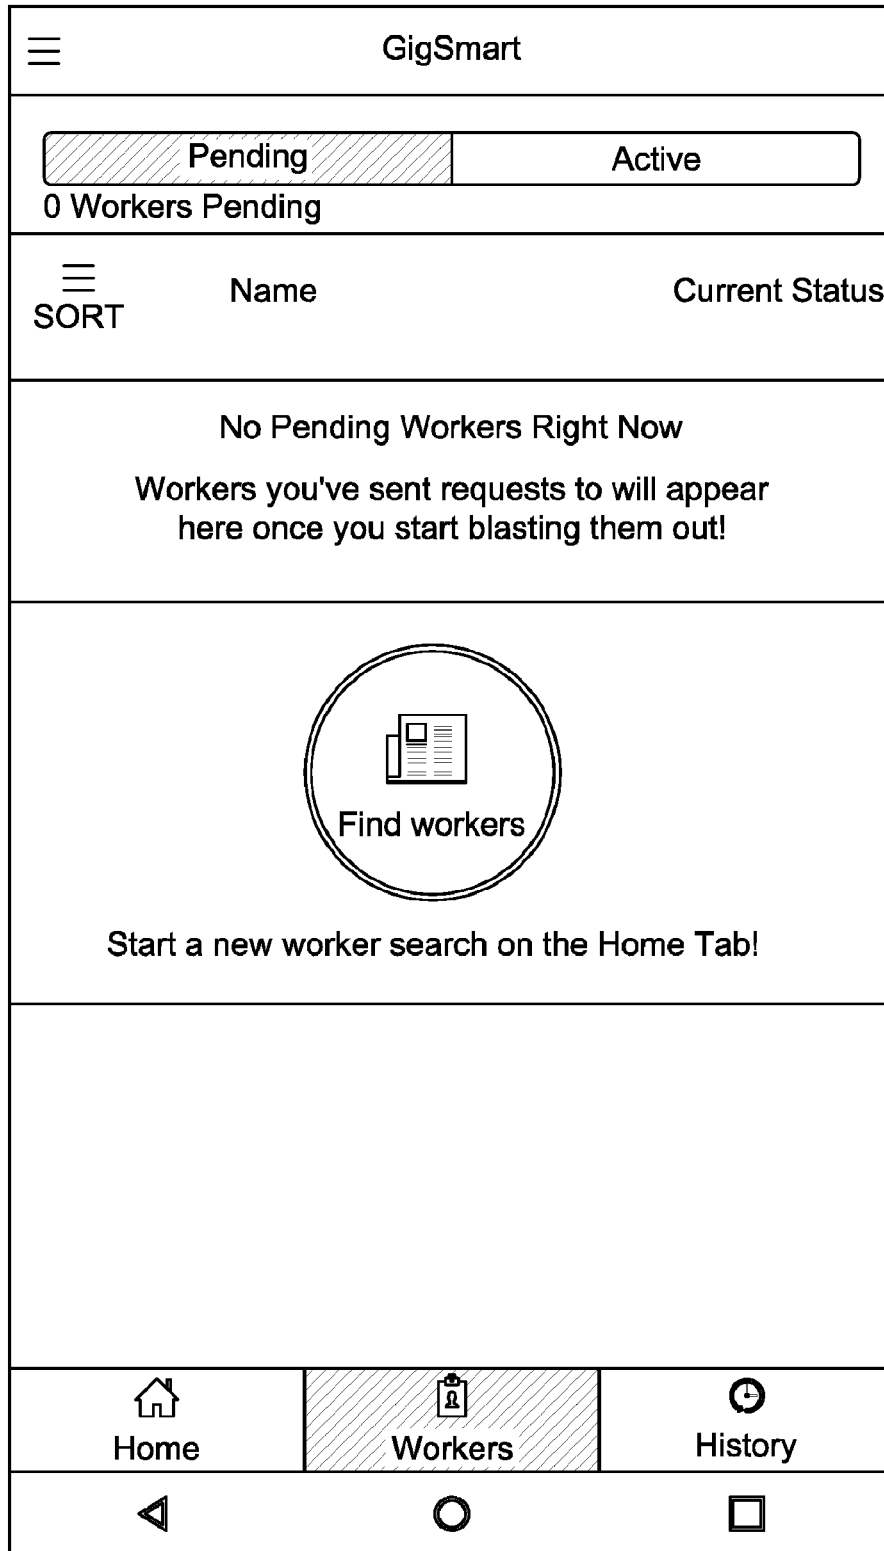 GigSmart
Pending
Active
0 Workers Pending
SORT
Name
Current Status
No Pending Workers Right Now
Workers you've sent requests to will appear
here once you start blasting them out!
Find workers
Start a new worker search on the Home Tab!
Home
Workers
History